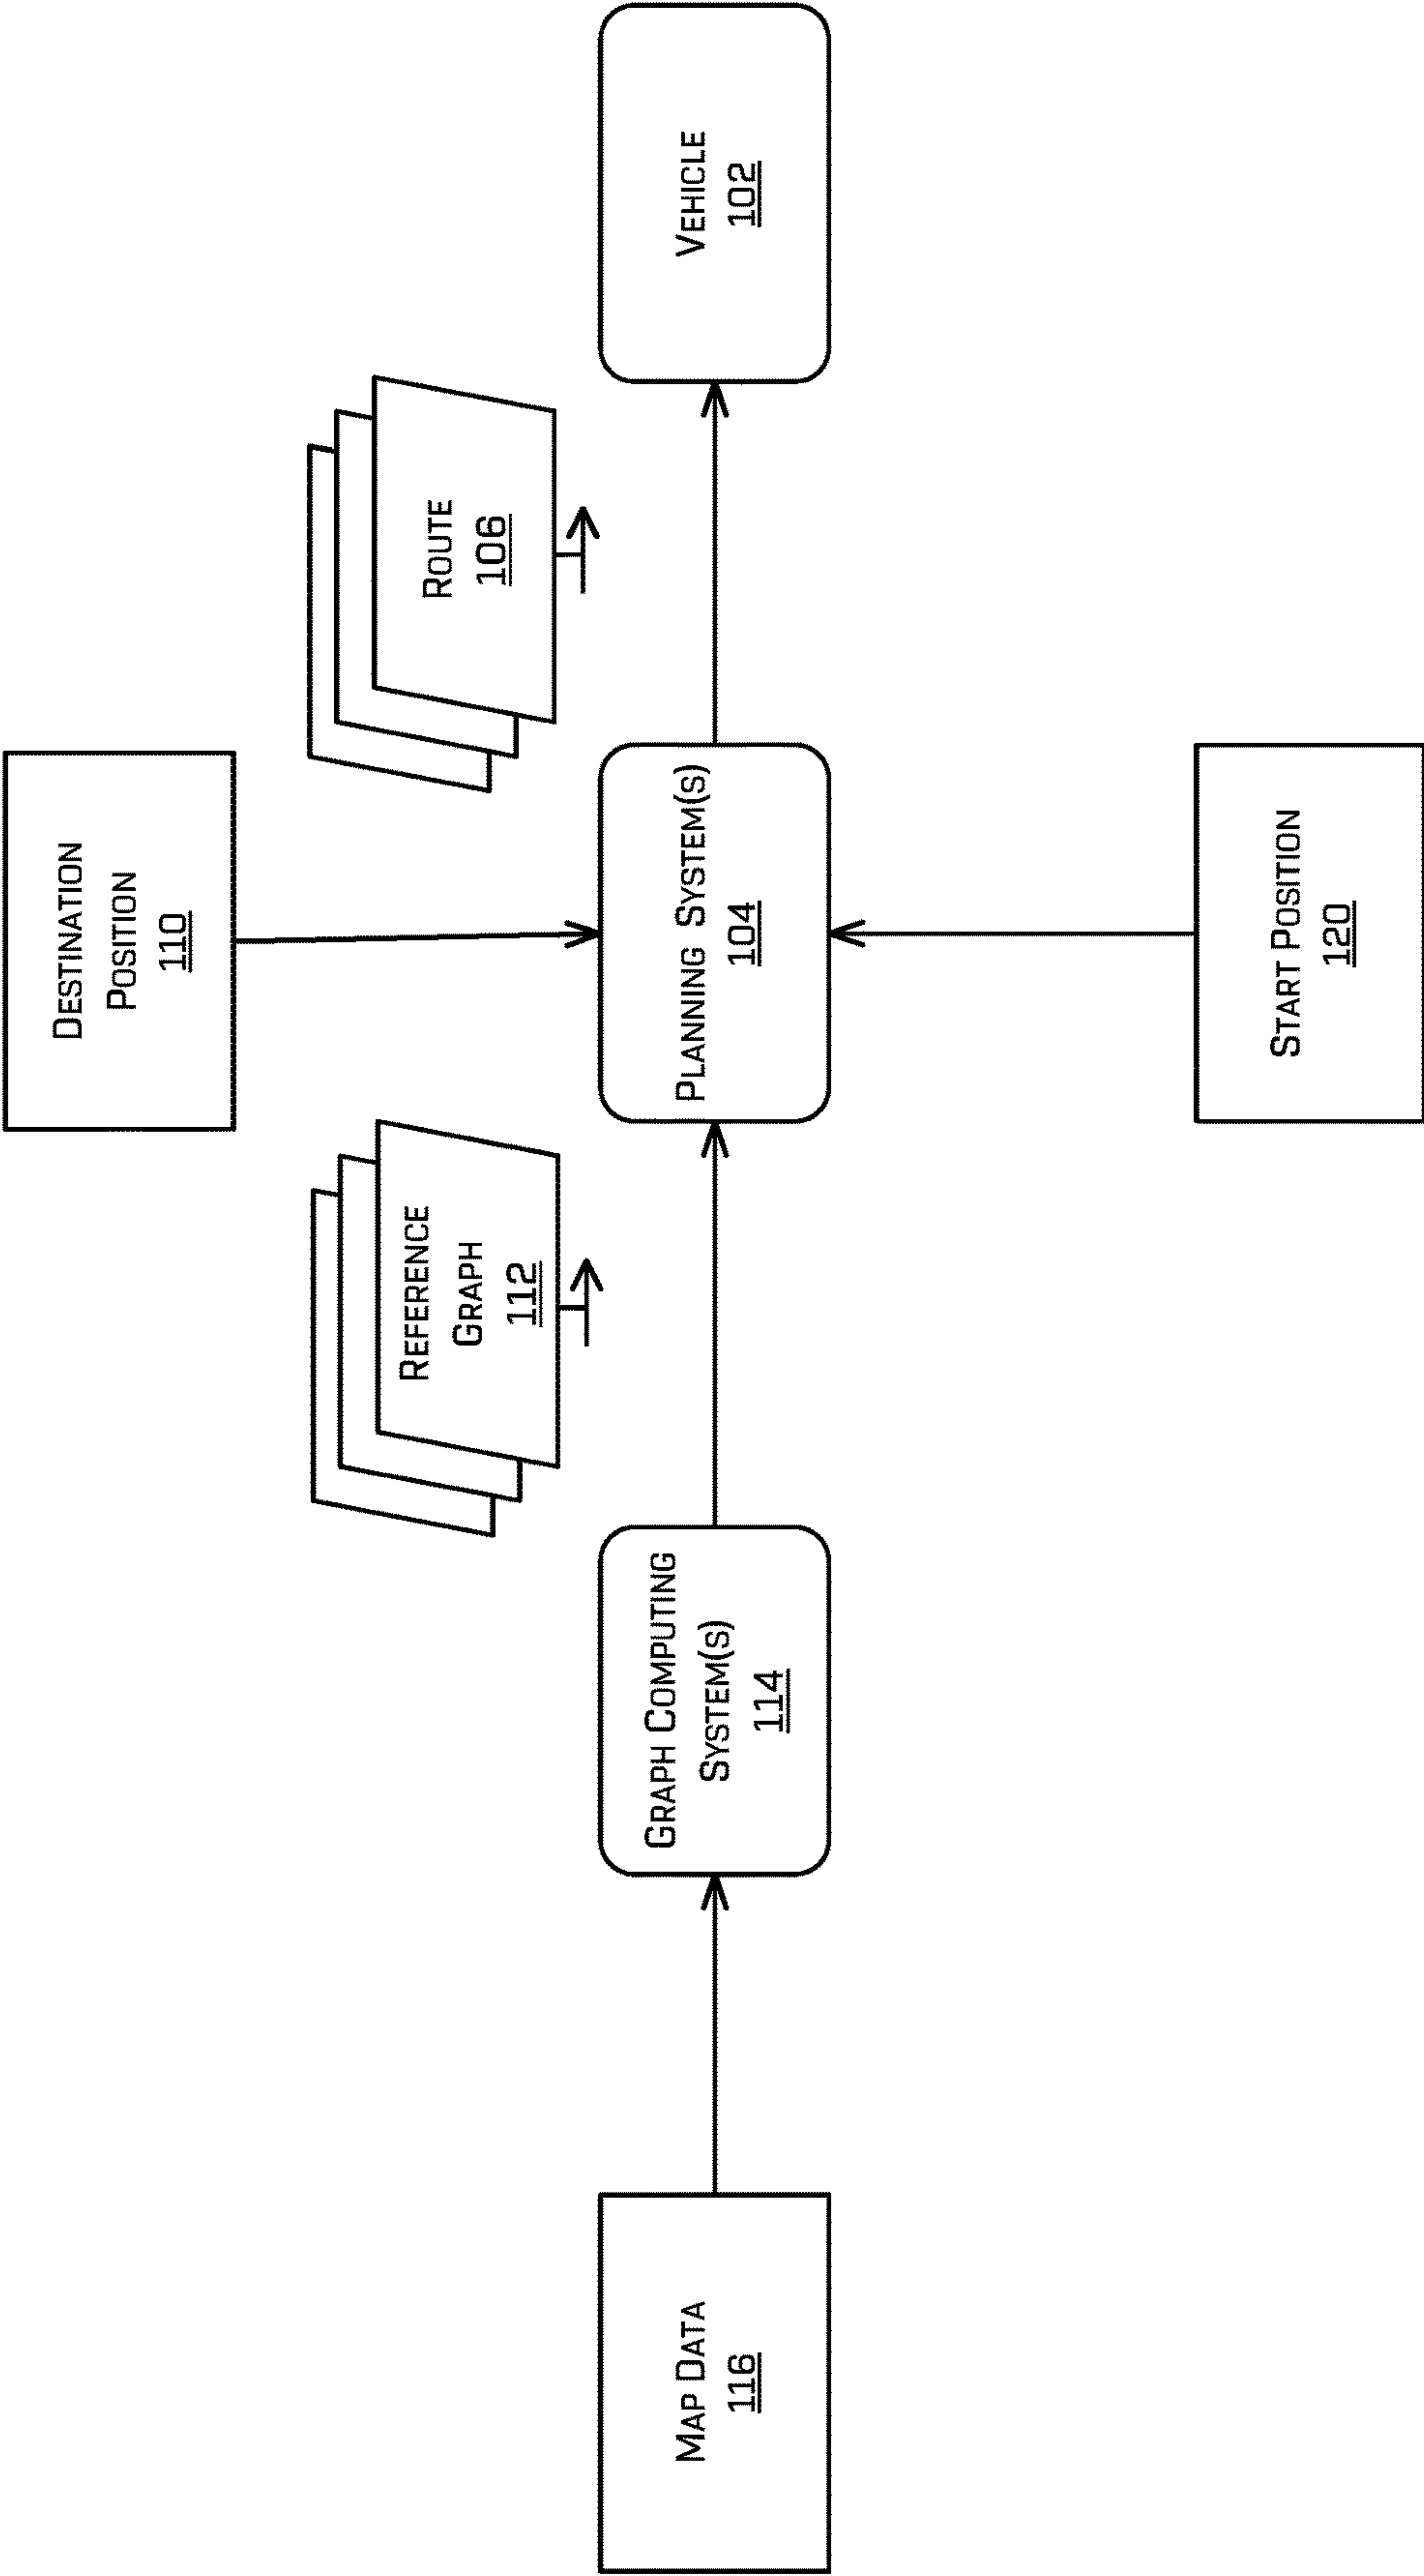 MAP DATA
116
GRAPH COMPUTING
SYSTEM(S)
114
REFERENCE
GRAPH
112
DESTINATION
POSITION
110
PLANNING SYSTEM(S)
104
START POSITION
120
ROUTE
106
VEHICLE
102